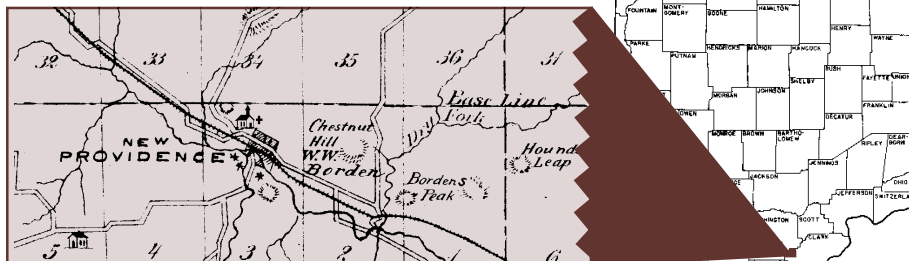 32
33
34
35
36
31
Base Line
Dry Fork
NEW
PROVIDENCE
Chestnut
Hill
W.W.
Borden
Hound
Leap
Bordens
Peak
5
4
3
2
1
6
FOUNTAIN
MONT-
GOMERY
BOONE
HAMILTON
HENRY
WAYNE
PARKE
PUTNAM
HENDRICKS
MARION
HANCOCK
RUSH
FAYETTE
UNION
SHELBY
MORGAN
JOHNSON
FRANKLIN
DECATUR
OWEN
MONROE
BROWN
BARTHO-
LOMEW
RIPLEY
DEAR-
BORN
JENNINGS
JACKSON
OHIO
JEFFERSON
SWITZERLA
HINGTON
SCOTT
CLARK